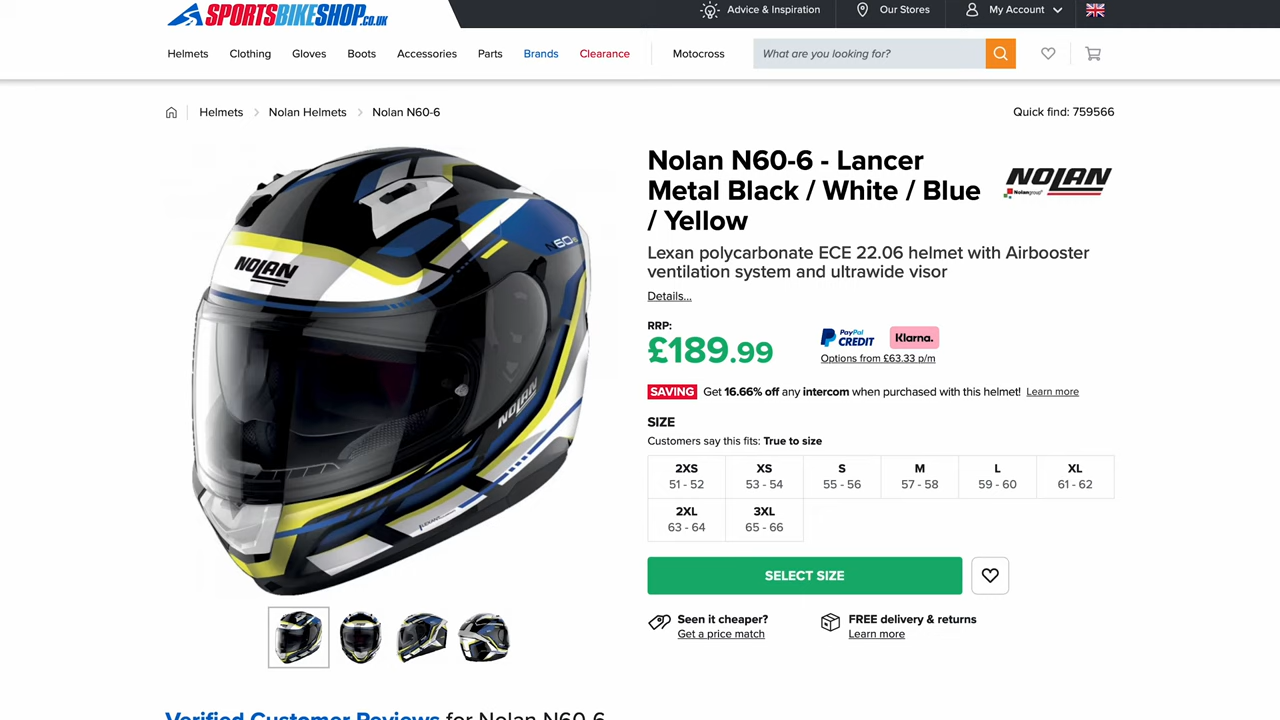 SPORTSBIKESHOP.CO.UK
Advice & Inspiration
Our Stores
My Account
Helmets
Clothing
Gloves
Boots
Accessories
Parts
Brands
Clearance
Motocross
What are you looking for?
Helmets
Nolan Helmets
Nolan N60-6
Quick find: 759566
Nolan N60-6 - Lancer
Metal Black / White / Blue
/ Yellow
NOLAN
Nolangroup
Lexan polycarbonate ECE 22.06 helmet with Airbooster
ventilation system and ultrawide visor
Details...
RRP:
£189.99
PayPal
CREDIT
Klarna.
Options from £63.33 p/m
SAVING Get 16.66% off any intercom when purchased with this helmet! Learn more
SIZE
Customers say this fits: True to size
2XS
51 - 52
XS
53 - 54
S
55 - 56
M
57 - 58
L
59 - 60
XL
61 - 62
2XL
63 - 64
3XL
65 - 66
SELECT SIZE
Seen it cheaper?
Get a price match
FREE delivery & returns
Learn more
NOLAN
NOLAN
Verified Customer Reviews for Nolan N60-6